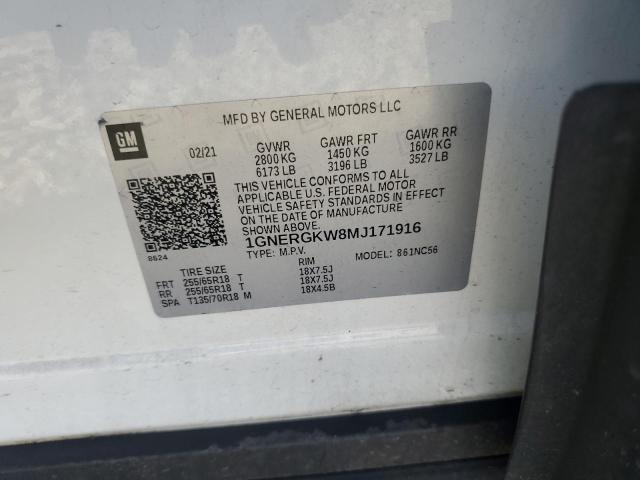 MFD BY GENERAL MOTORS LLC
GM
02/21 GVWR GAWR FRT GAWR RR
2800 KG 1450 KG 1600 KG
6173 LB 3196 LB 3527 LB
THIS VEHICLE CONFORMS TO ALL
APPLICABLE U.S. FEDERAL MOTOR
VEHICLE SAFETY STANDARDS IN EFFECT
ON THE DATE OF MANUFACTURE
SHOWN ABOVE.
1GNERGKW8MJ171916
8624
TYPE: M.P.V. MODEL: 861NC56
TIRE SIZE RIM
FRT 255/65R18 T 18X7.5J
RR 255/65R18 T 18X7.5J
SPA T135/70R18 M 18X4.5B